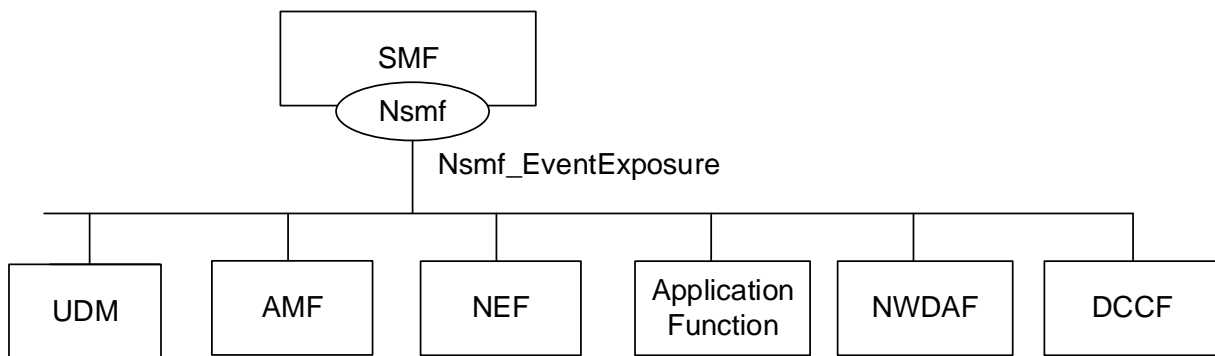 SMF
Nsmf
Nsmf_EventExposure
UDM
AMF
NEF
Application
Function
NWDAF
DCCF